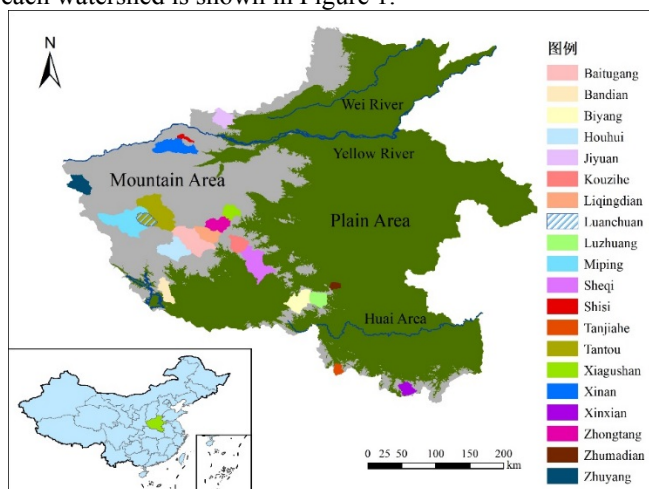 each watershed is shown in Figure 1.
N
图例
Baitugang
Bandian
Biyang
Houhui
Jiyuan
Kouzihe
Liqingdian
Luanchuan
Luzhuang
Miping
Sheqi
Shisi
Tanjiahe
Tantou
Xiagushan
Xinan
Xinxian
Zhongtang
Zhumadian
Zhuyang
Wei River
Yellow River
Mountain Area
Plain Area
Huai Area
0 25 50 100 150 200
km